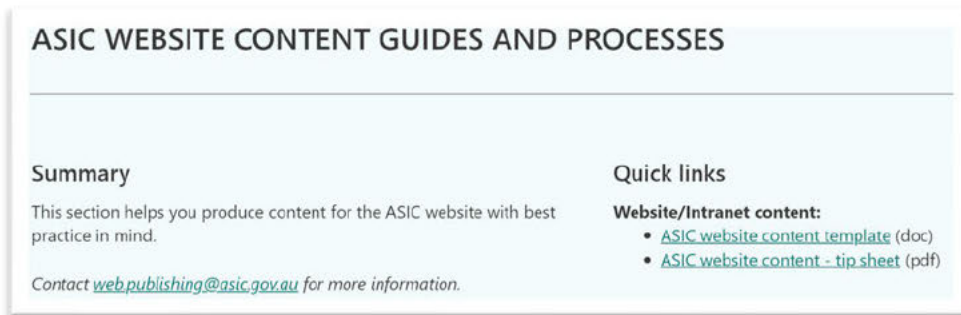 ASIC WEBSITE CONTENT GUIDES AND PROCESSES
Summary
This section helps you produce content for the ASIC website with best
practice in mind.
Contact web.publishing@asic.gov.au for more information.
Quick links
Website/Intranet content:
• ASIC website content template (doc)
• ASIC website content - tip sheet (pdf)